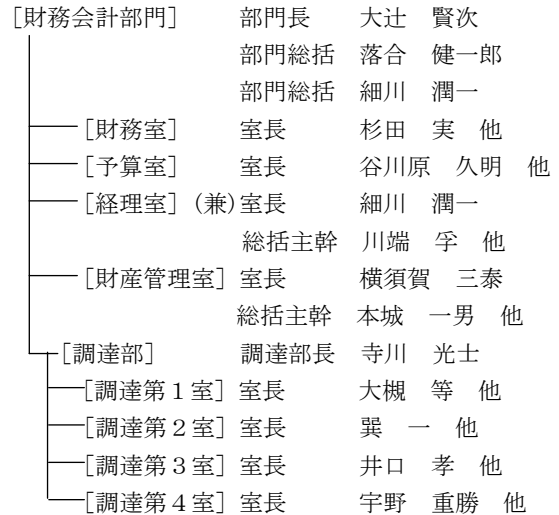 [財務会計部門] 部門長 大辻 賢次
部門総括 落合 健一郎
部門総括 細川 潤一
[財務室] 室長 杉田 実 他
[予算室] 室長 谷川原 久明 他
[経理室] (兼)室長 細川 潤一
総括主幹 川端 孚 他
[財産管理室] 室長 横須賀 三泰
総括主幹 本城 一男 他
[調達部] 調達部長 寺川 光士
[調達第1室] 室長 大槻 等 他
[調達第2室] 室長 巽 一 他
[調達第3室] 室長 井口 孝 他
[調達第4室] 室長 宇野 重勝 他